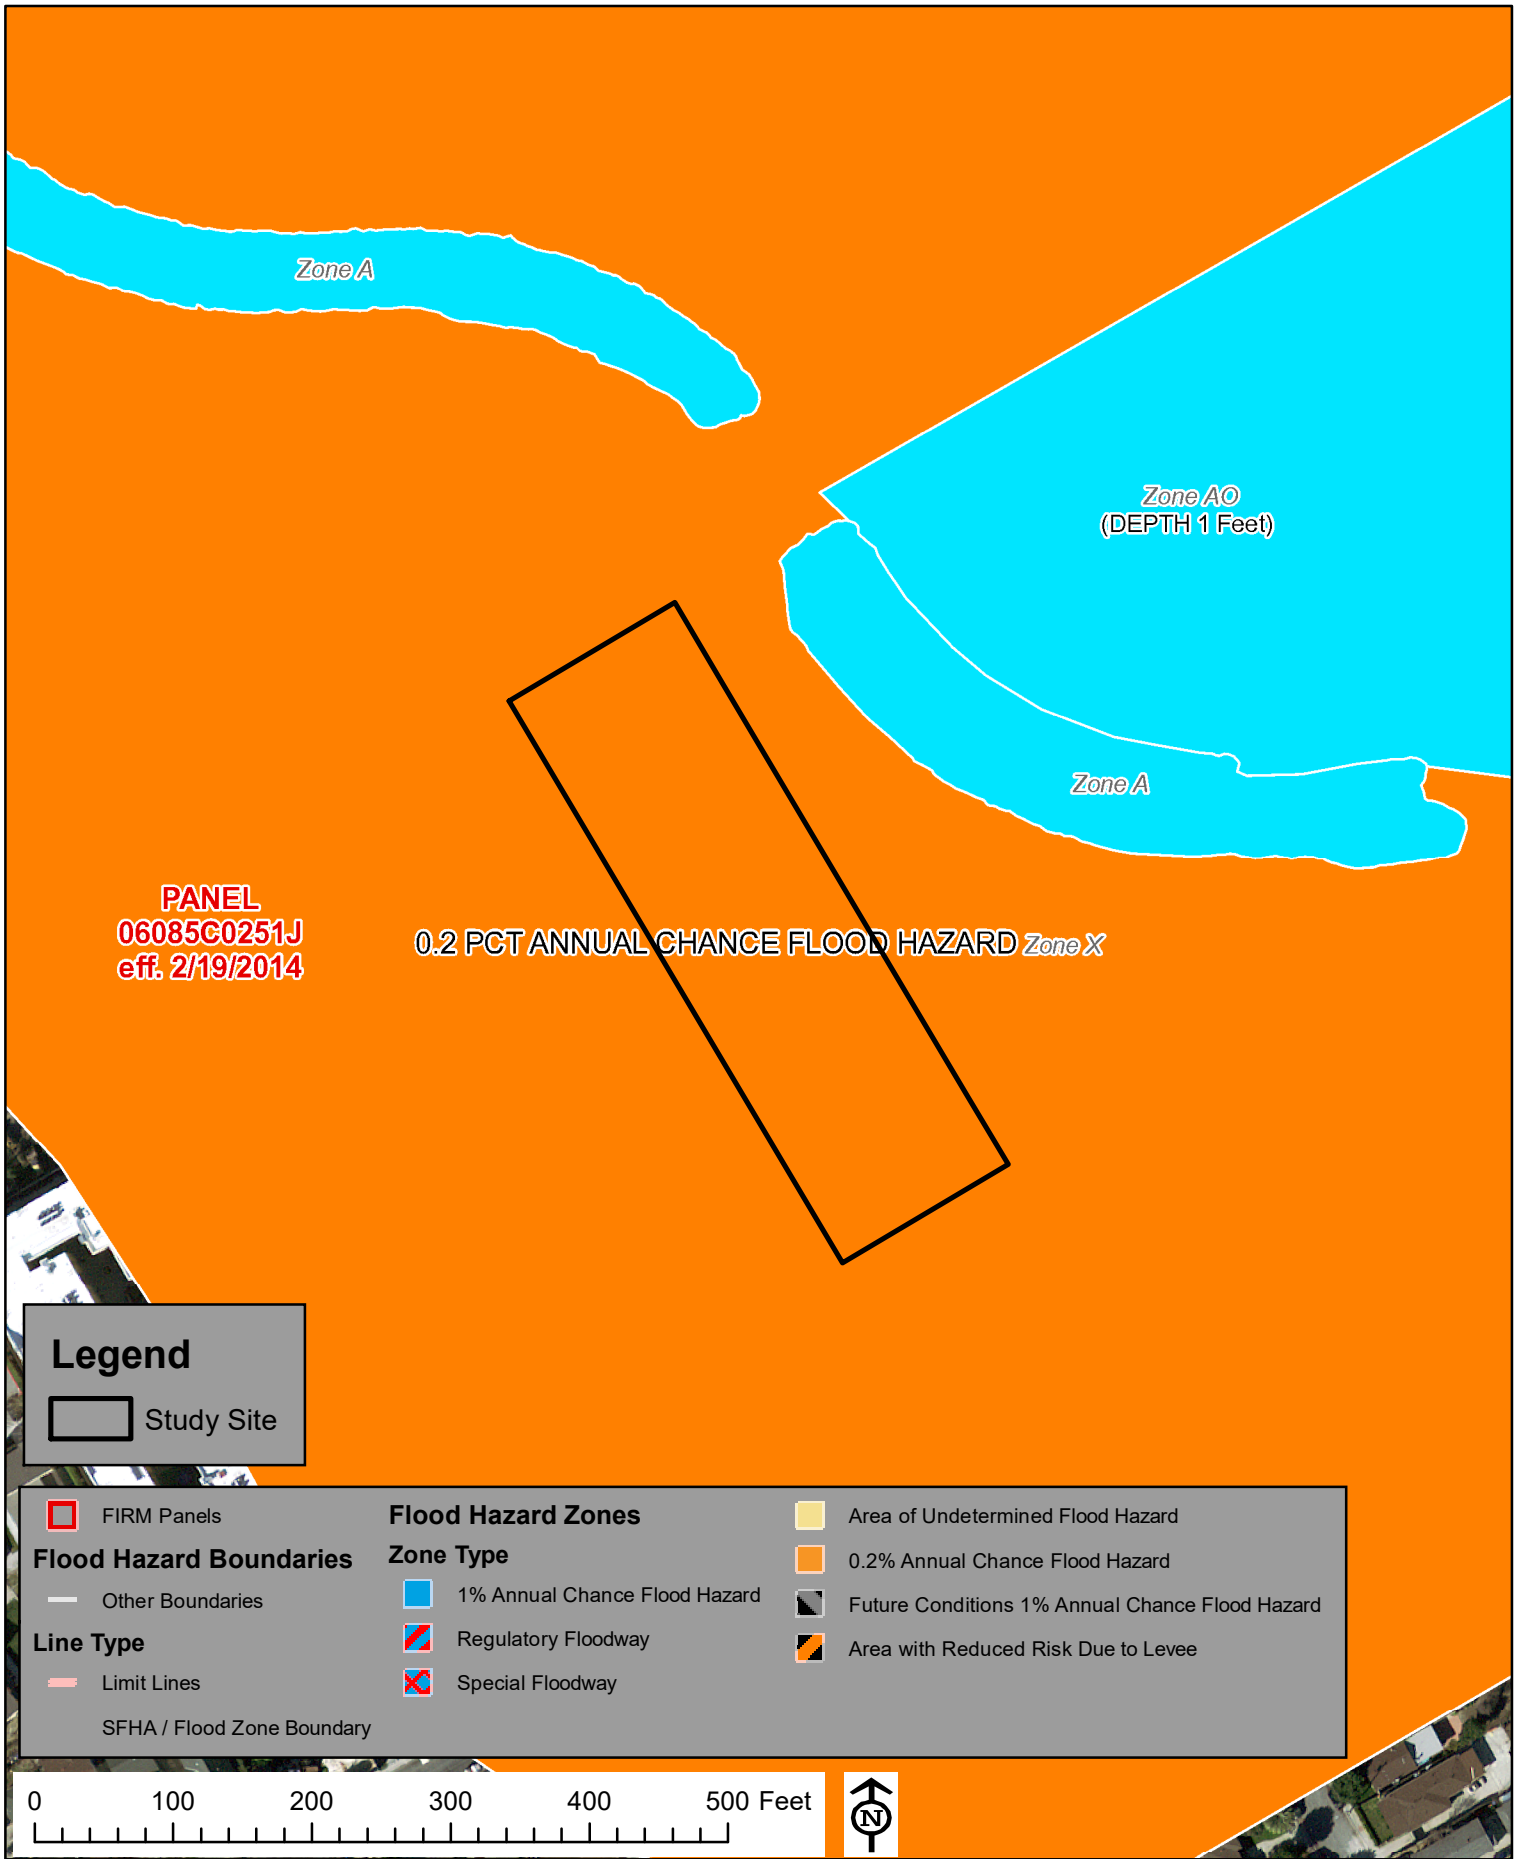 Zone A
Zone AO
(DEPTH 1 Feet)
Zone A
PANEL
06085C0251J
eff. 2/19/2014
0.2 PCT ANNUAL CHANCE FLOOD HAZARD Zone X
Legend
Study Site
FIRM Panels
Flood Hazard Boundaries
Other Boundaries
Line Type
Limit Lines
SFHA / Flood Zone Boundary
Flood Hazard Zones
Zone Type
1% Annual Chance Flood Hazard
Regulatory Floodway
Special Floodway
Area of Undetermined Flood Hazard
0.2% Annual Chance Flood Hazard
Future Conditions 1% Annual Chance Flood Hazard
Area with Reduced Risk Due to Levee
0 100 200 300 400 500 Feet
N